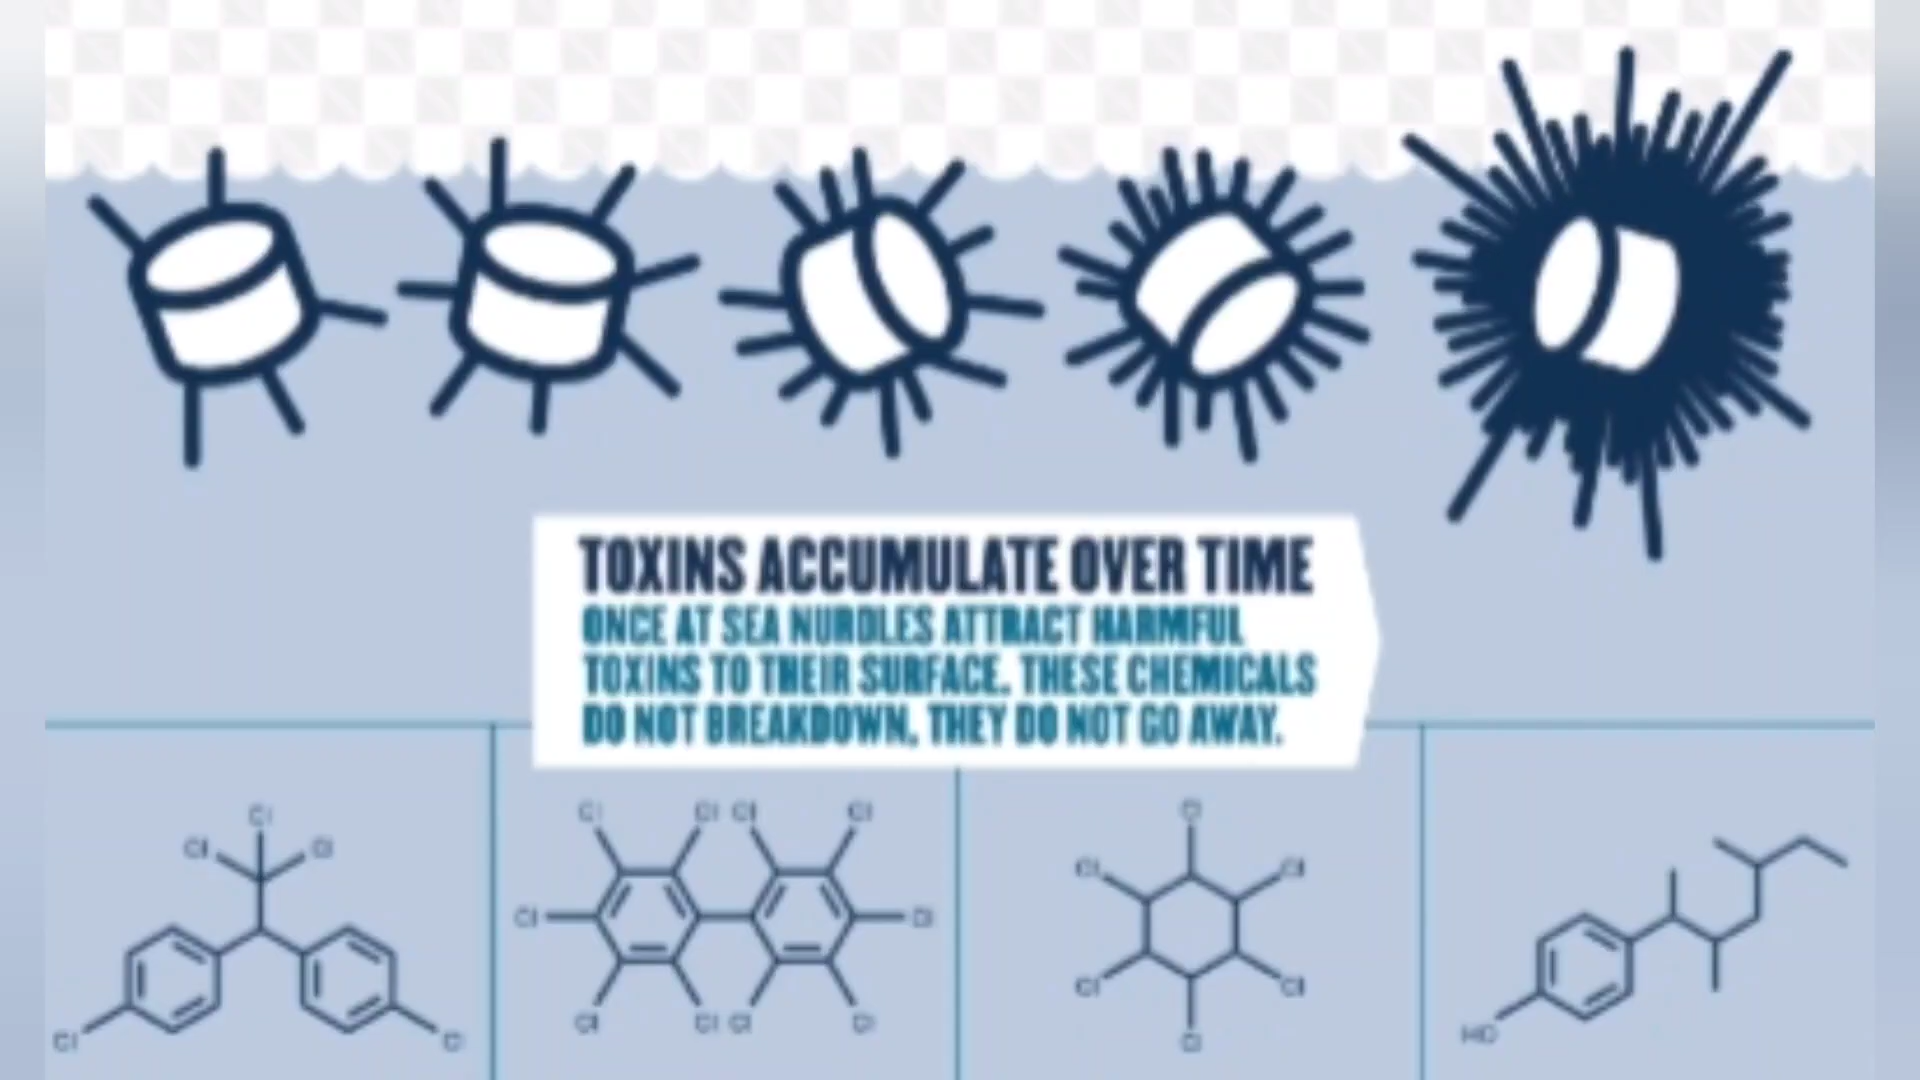 TOXINS ACCUMULATE OVER TIME
ONCE AT SEA NURDLES ATTRACT HARMFUL
TOXINS TO THEIR SURFACE. THESE CHEMICALS
DO NOT BREAKDOWN, THEY DO NOT GO AWAY.
Cl
Cl Cl
Cl Cl
Cl Cl Cl Cl
Cl Cl
Cl Cl Cl Cl
Cl
Cl Cl
Cl Cl
Cl
HO